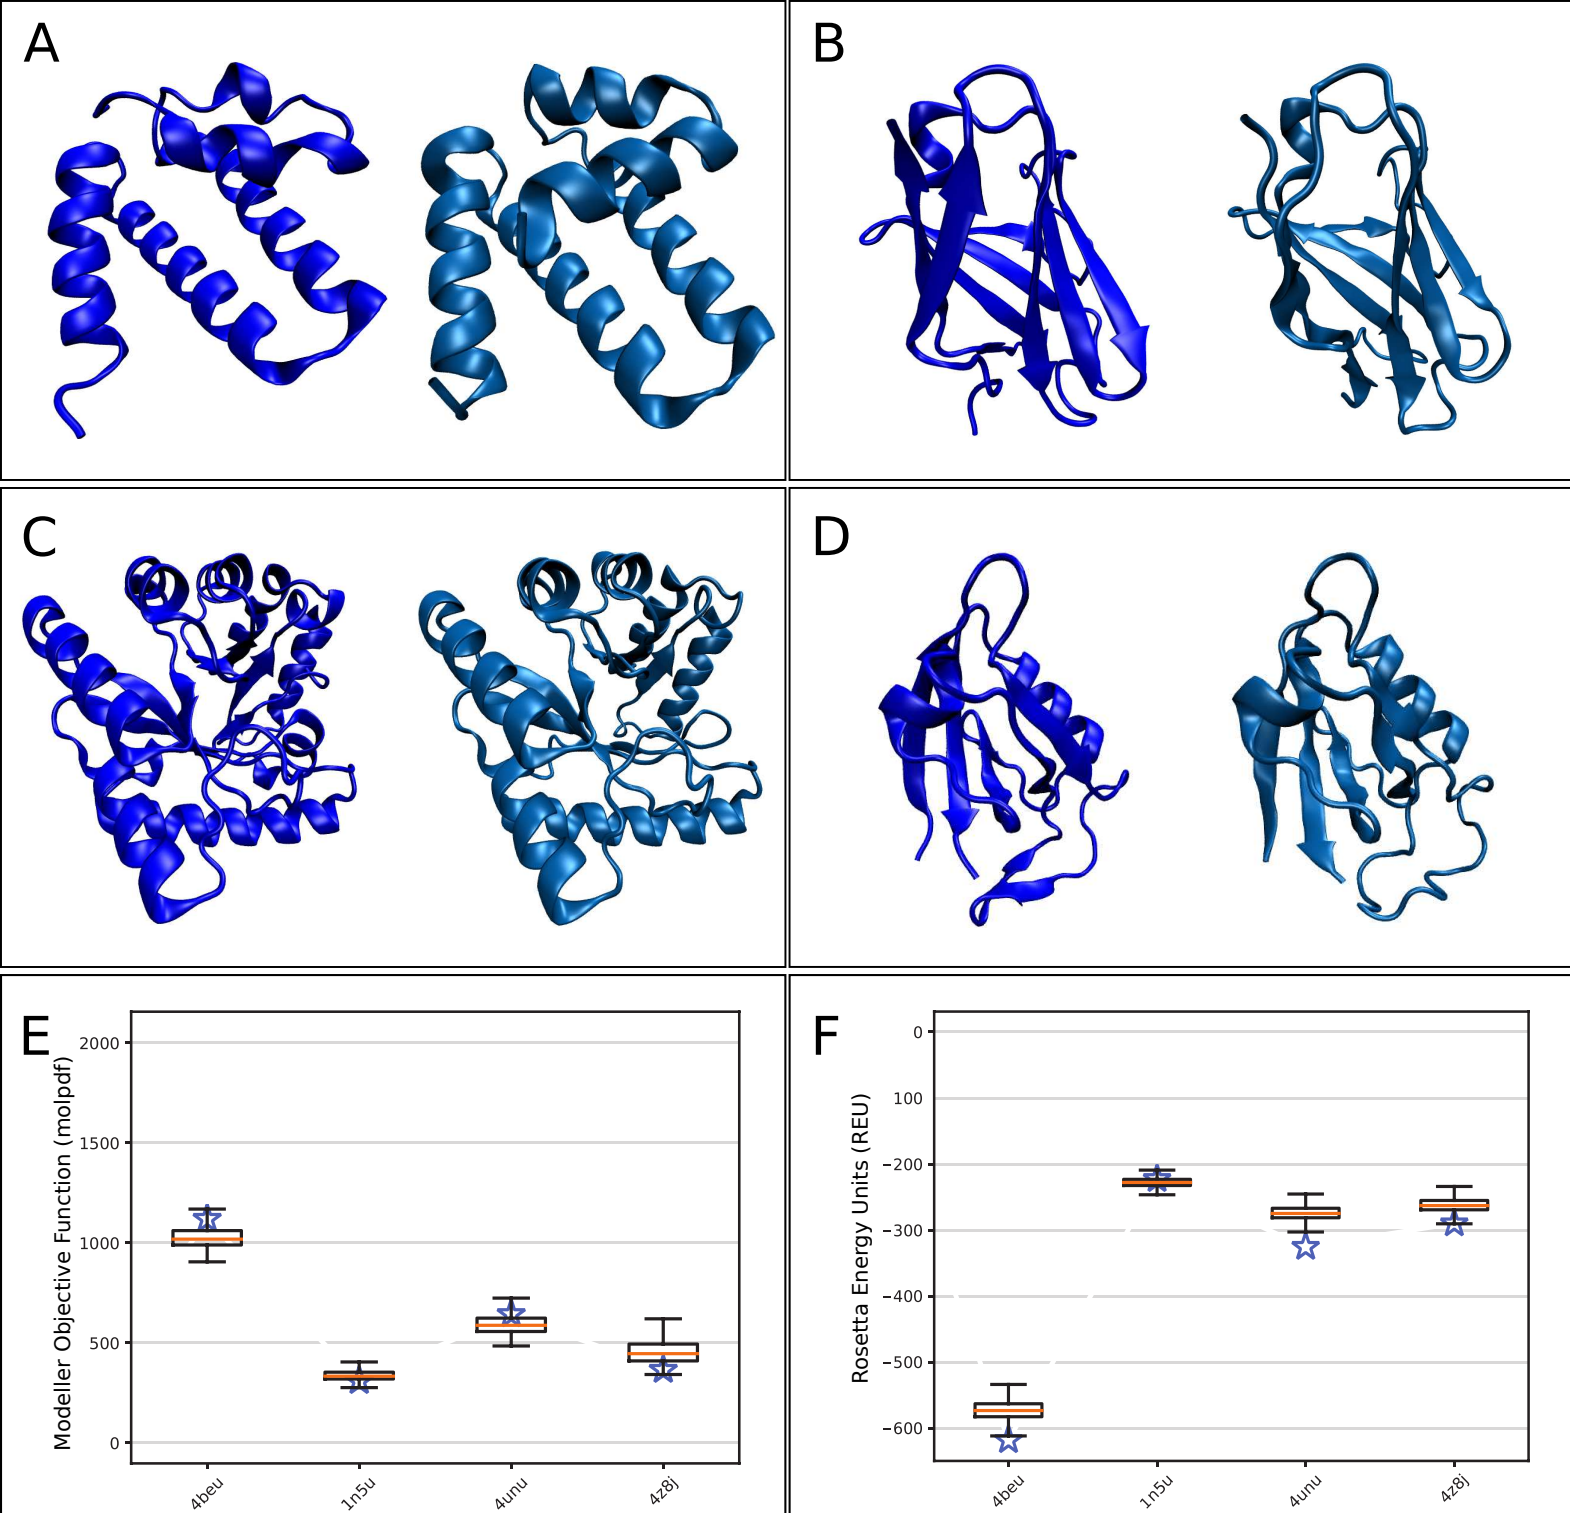 A
B
C
D
E
Modeller Objective Function (molpdf)
2000
1500
1000
500
0
4beu
1n5u
4unu
4z8j
F
Rosetta Energy Units (REU)
0
100
−200
−300
−400
−500
−600
4beu
1n5u
4unu
4z8j